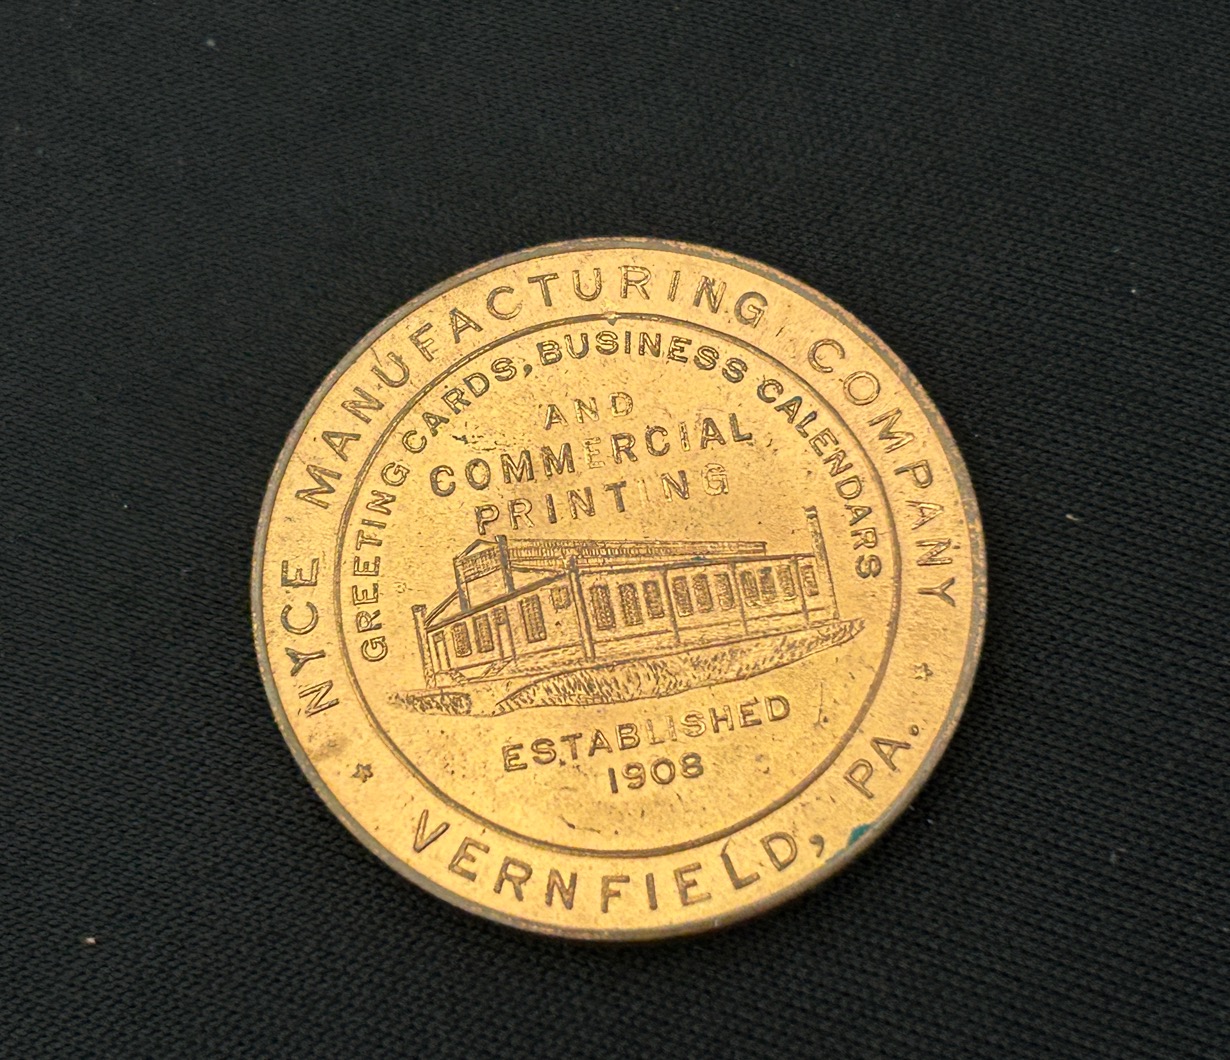 NYCE MANUFACTURING COMPANY
GREETING CARDS, BUSINESS CALENDARS
AND
COMMERCIAL
PRINTING
ESTABLISHED
1908
VERNFIELD, PA.